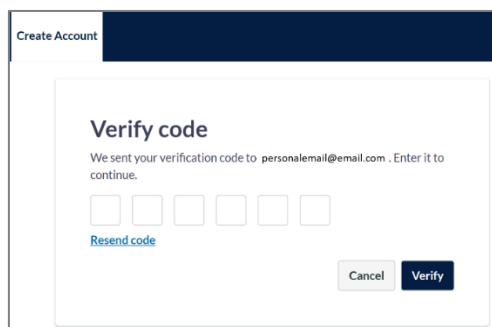 Create Account
Verify code
We sent your verification code to personalemail@email.com . Enter it to
continue.
Resend code
Cancel
Verify